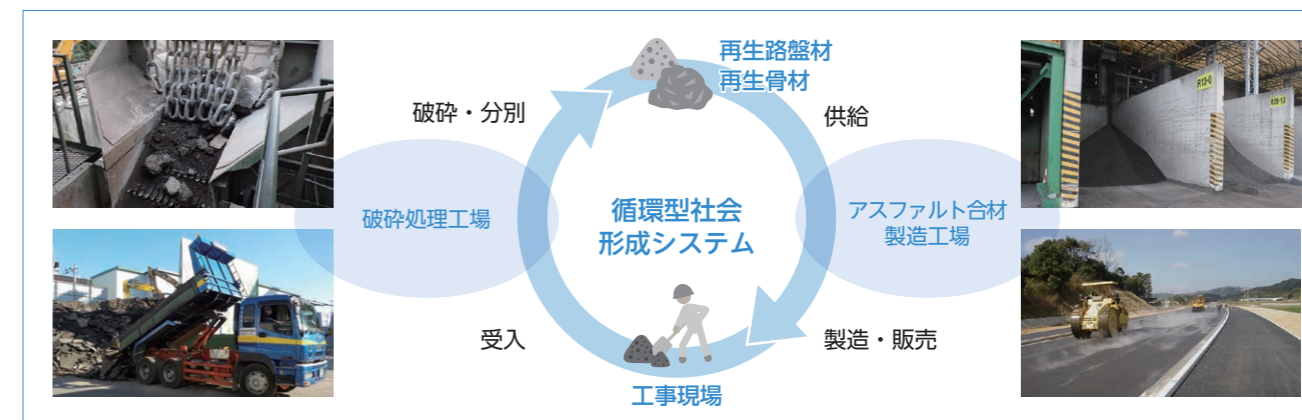 再生路盤材
再生骨材
破砕・分別
供給
R13-0
破砕処理工場
循環型社会
形成システム
アスファルト合材
製造工場
受入
製造・販売
工事現場